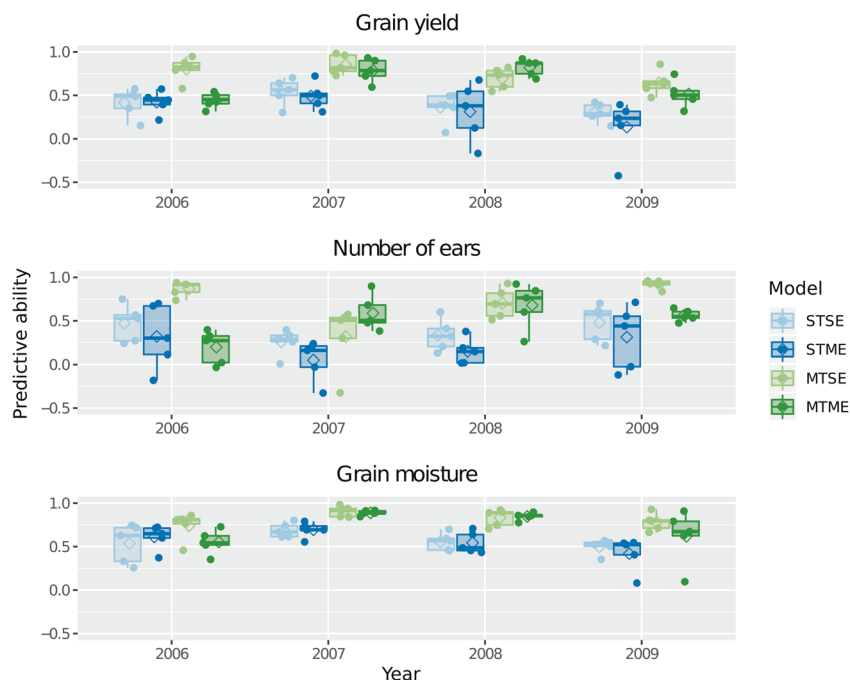 Grain yield
1.0
0.5
0.0
−0.5
2006 2007 2008 2009
Number of ears
1.0
0.5
0.0
−0.5
2006 2007 2008 2009
Grain moisture
1.0
0.5
0.0
−0.5
2006 2007 2008 2009
Year
Predictive ability
Model
STSE
STME
MTSE
MTME